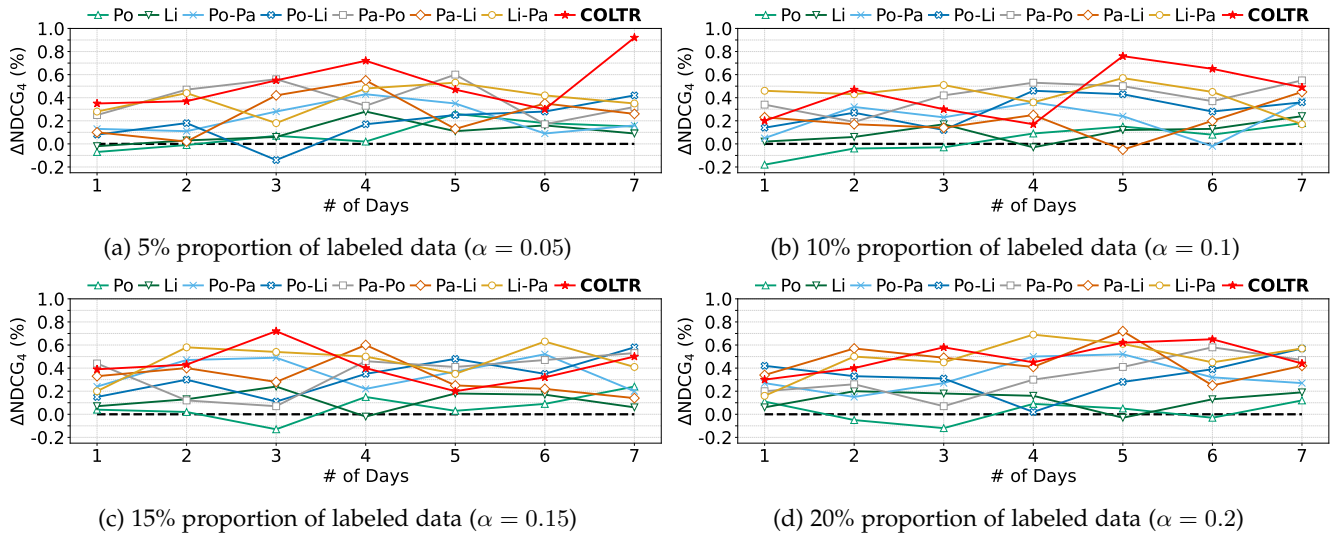 Po Li Po-Pa Po-Li Pa-Po Pa-Li Li-Pa COLTR
1.0
0.8
0.6
0.4
0.2
0.0
-0.2
ΔNDCG₄ (%)
1 2 3 4 5 6 7
# of Days
(a) 5% proportion of labeled data (α = 0.05)
Po Li Po-Pa Po-Li Pa-Po Pa-Li Li-Pa COLTR
1.0
0.8
0.6
0.4
0.2
0.0
-0.2
ΔNDCG₄ (%)
1 2 3 4 5 6 7
# of Days
(b) 10% proportion of labeled data (α = 0.1)
Po Li Po-Pa Po-Li Pa-Po Pa-Li Li-Pa COLTR
1.0
0.8
0.6
0.4
0.2
0.0
-0.2
ΔNDCG₄ (%)
1 2 3 4 5 6 7
# of Days
(c) 15% proportion of labeled data (α = 0.15)
Po Li Po-Pa Po-Li Pa-Po Pa-Li Li-Pa COLTR
1.0
0.8
0.6
0.4
0.2
0.0
-0.2
ΔNDCG₄ (%)
1 2 3 4 5 6 7
# of Days
(d) 20% proportion of labeled data (α = 0.2)